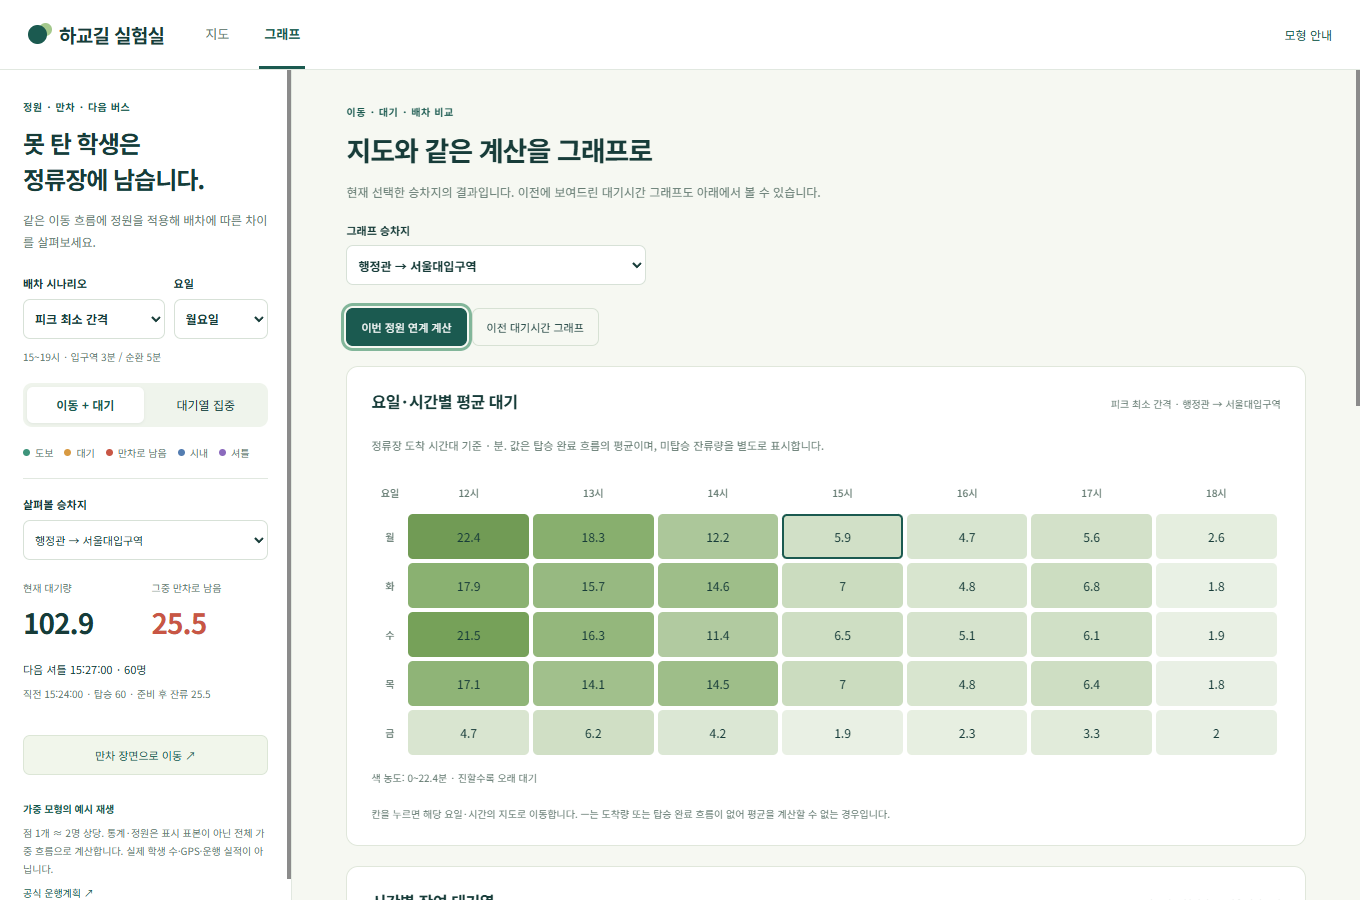 하교길 실험실
지도
그래프
모형 안내
정원 · 만차 · 다음 버스
못 탄 학생은
정류장에 남습니다.
같은 이동 흐름에 정원을 적용해 배차에 따른 차이
를 살펴보세요.
배차 시나리오
요일
피크 최소 간격
월요일
15~19시 · 입구역 3분 / 순환 5분
이동 + 대기
대기열 집중
도보
대기
만차로 남음
시내
셔틀
살펴볼 승차지
행정관 → 서울대입구역
현재 대기량
그중 만차로 남음
102.9
25.5
다음 셔틀 15:27:00 · 60명
직전 15:24:00 · 탑승 60 · 준비 후 잔류 25.5
만차 장면으로 이동 ↗
가중 모형의 예시 재생
점 1개 ≈ 2명 상당. 통계·정원은 표시 표본이 아닌 전체 가
중 흐름으로 계산합니다. 실제 학생 수·GPS·운행 실적이 아
닙니다.
공식 운행계획 ↗
이동 · 대기 · 배차 비교
지도와 같은 계산을 그래프로
현재 선택한 승차지의 결과입니다. 이전에 보여드린 대기시간 그래프도 아래에서 볼 수 있습니다.
그래프 승차지
행정관 → 서울대입구역
이번 정원 연계 계산
이전 대기시간 그래프
요일·시간별 평균 대기
피크 최소 간격 · 행정관 → 서울대입구역
정류장 도착 시간대 기준 · 분. 값은 탑승 완료 흐름의 평균이며, 미탑승 잔류량을 별도로 표시합니다.
요일 12시 13시 14시 15시 16시 17시 18시
월 22.4 18.3 12.2 5.9 4.7 5.6 2.6
화 17.9 15.7 14.6 7 4.8 6.8 1.8
수 21.5 16.3 11.4 6.5 5.1 6.1 1.9
목 17.1 14.1 14.5 7 4.8 6.4 1.8
금 4.7 6.2 4.2 1.9 2.3 3.3 2
색 농도: 0~22.4분 · 진할수록 오래 대기
칸을 누르면 해당 요일·시간의 지도로 이동합니다. —는 도착량 또는 탑승 완료 흐름이 없어 평균을 계산할 수 없는 경우입니다.